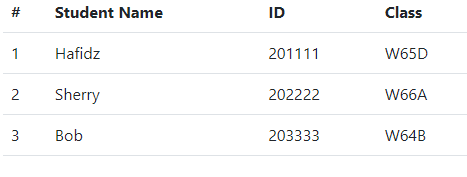 # Student Name ID Class
1 Hafidz 201111 W65D
2 Sherry 202222 W66A
3 Bob 203333 W64B